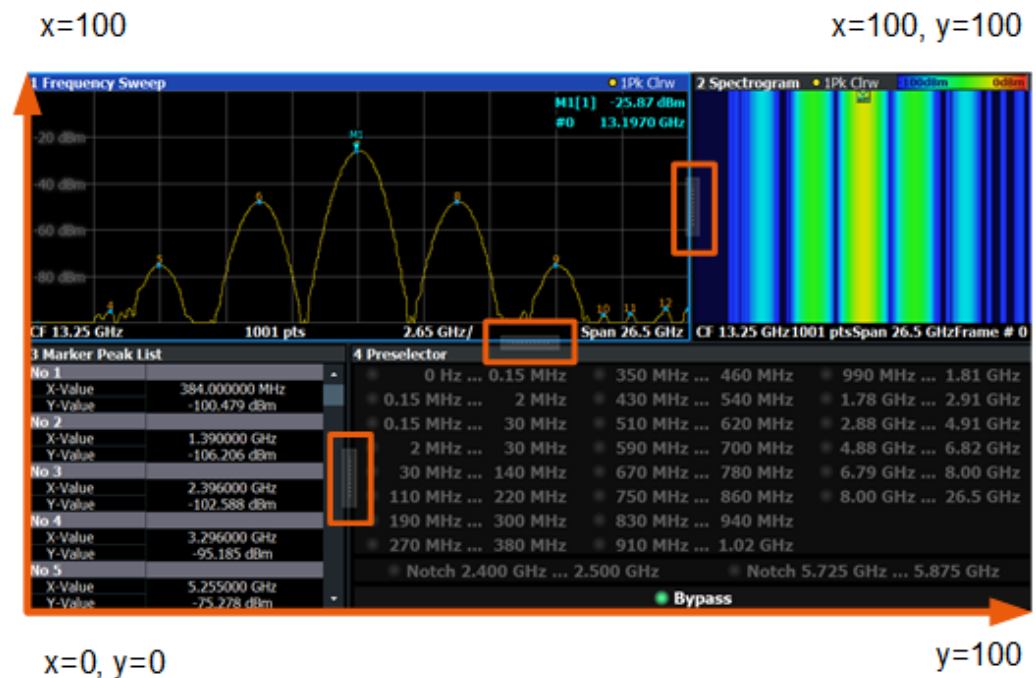 x=100
x=100, y=100
1 Frequency Sweep
1Pk Clrw
M1[1] -25.87 dBm
#0 13.1970 GHz
M1
-20 dBm
-40 dBm
-60 dBm
-80 dBm
4
5
6
8
9
10
11
12
CF 13.25 GHz 1001 pts 2.65 GHz/ Span 26.5 GHz
2 Spectrogram 1Pk Clrw -100dBm 0dBm
CF 13.25 GHz 1001 pts Span 26.5 GHz Frame # 0
3 Marker Peak List
No 1
X-Value 384.000000 MHz
Y-Value -100.479 dBm
No 2
X-Value 1.390000 GHz
Y-Value -106.206 dBm
No 3
X-Value 2.396000 GHz
Y-Value -102.588 dBm
No 4
X-Value 3.296000 GHz
Y-Value -95.185 dBm
No 5
X-Value 5.255000 GHz
Y-Value -75.278 dBm
4 Preselector
0 Hz ... 0.15 MHz 350 MHz ... 460 MHz 990 MHz ... 1.81 GHz
0.15 MHz ... 2 MHz 430 MHz ... 540 MHz 1.78 GHz ... 2.91 GHz
0.15 MHz ... 30 MHz 510 MHz ... 620 MHz 2.88 GHz ... 4.91 GHz
2 MHz ... 30 MHz 590 MHz ... 700 MHz 4.88 GHz ... 6.82 GHz
30 MHz ... 140 MHz 670 MHz ... 780 MHz 6.79 GHz ... 8.00 GHz
110 MHz ... 220 MHz 750 MHz ... 860 MHz 8.00 GHz ... 26.5 GHz
190 MHz ... 300 MHz 830 MHz ... 940 MHz
270 MHz ... 380 MHz 910 MHz ... 1.02 GHz
Notch 2.400 GHz ... 2.500 GHz Notch 5.725 GHz ... 5.875 GHz
Bypass
x=0, y=0
y=100